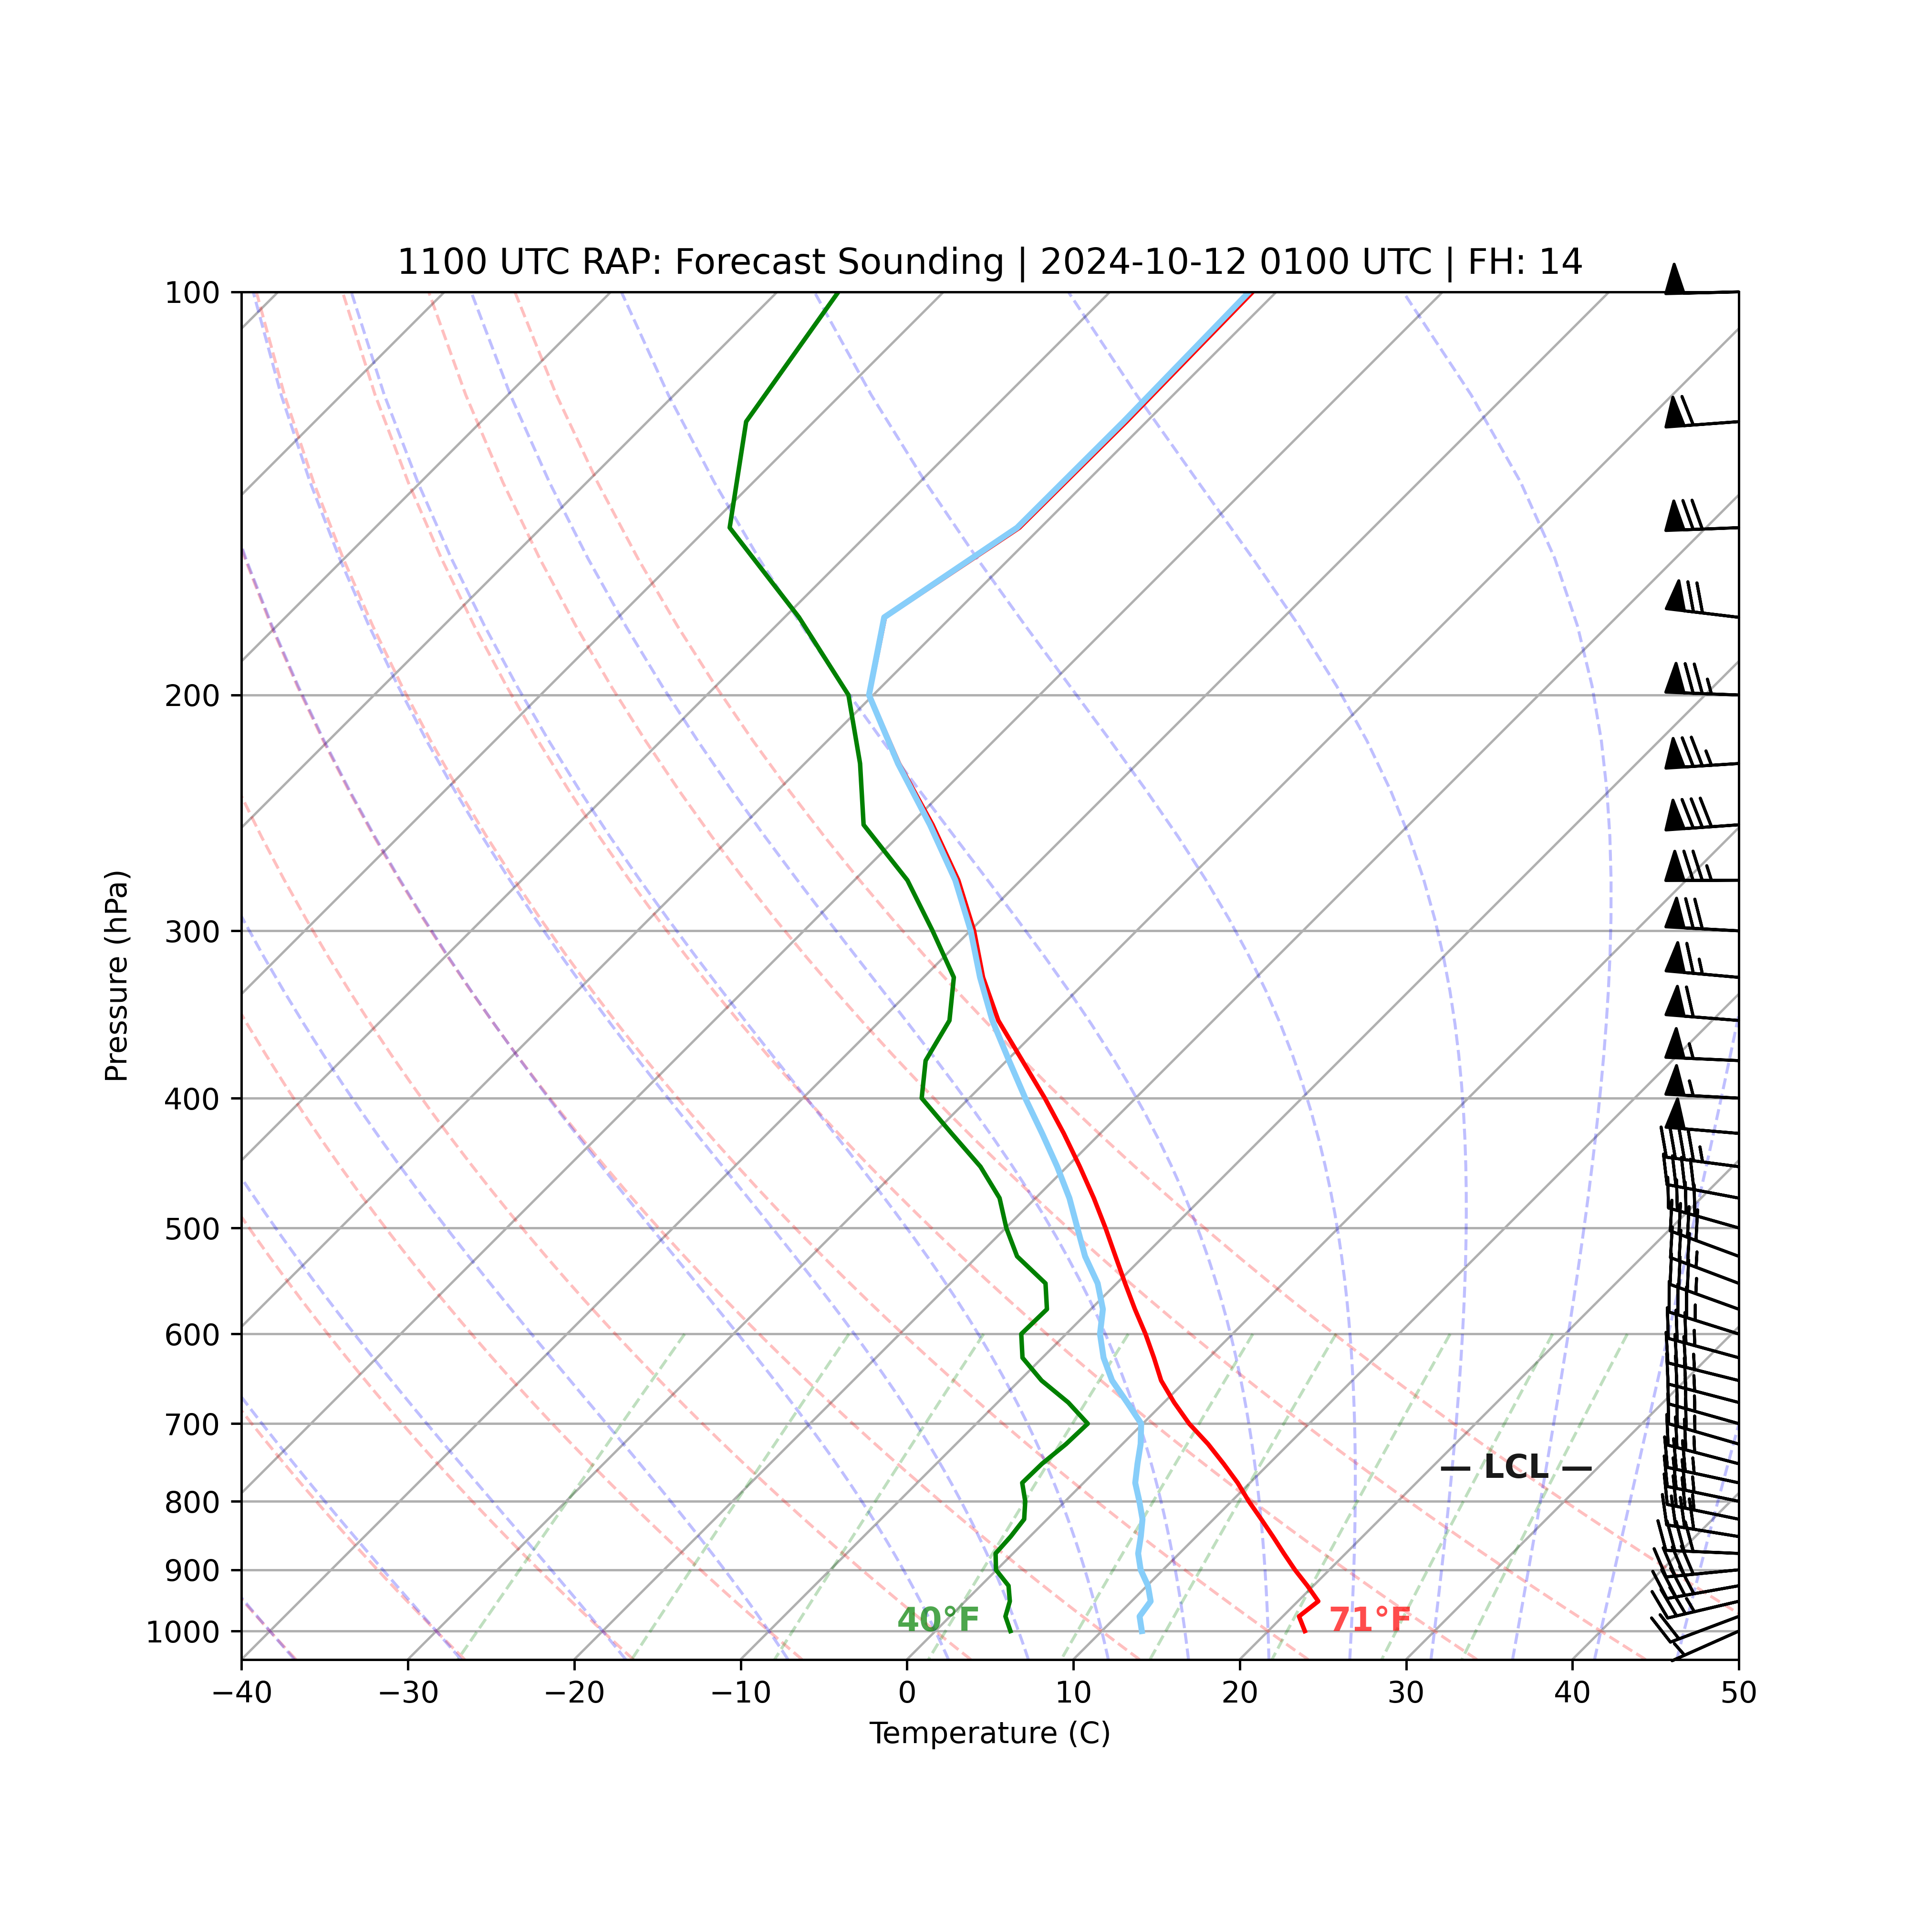 1100 UTC RAP: Forecast Sounding | 2024-10-12 0100 UTC | FH: 14
100
200
300
400
500
600
700
800
900
1000
Pressure (hPa)
— LCL —
40°F
71°F
−40 −30 −20 −10 0 10 20 30 40 50
Temperature (C)